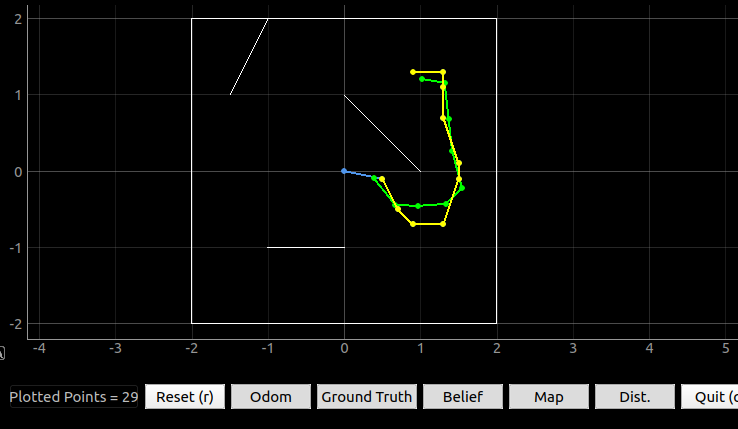 2
1
0
-1
-2
-4 -3 -2 -1 0 1 2 3 4 5
Plotted Points = 29 Reset (r) Odom Ground Truth Belief Map Dist. Quit (